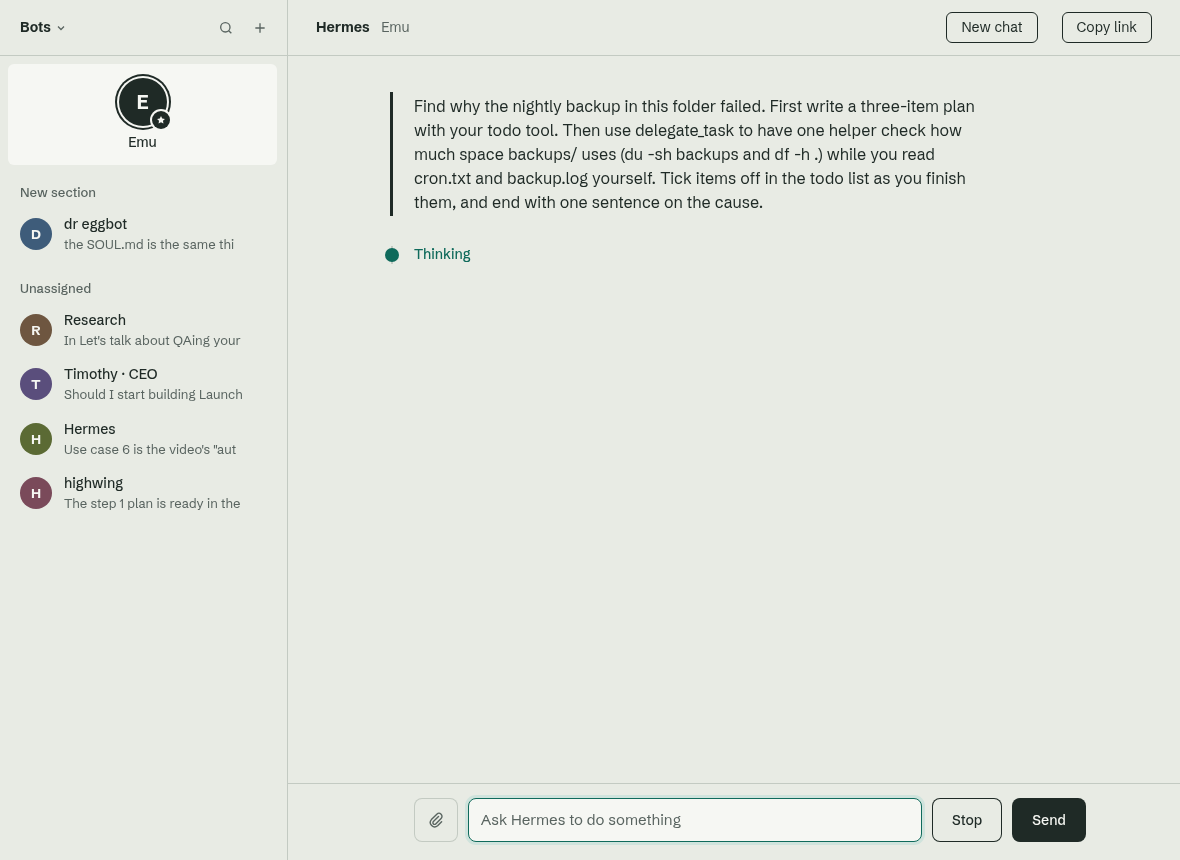 Bots
Hermes Emu
New chat
Copy link
E
Emu
New section
D
dr eggbot
the SOUL.md is the same thi
Unassigned
R
Research
In Let's talk about QAing your
T
Timothy · CEO
Should I start building Launch
H
Hermes
Use case 6 is the video's "aut
H
highwing
The step 1 plan is ready in the
Find why the nightly backup in this folder failed. First write a three-item plan
with your todo tool. Then use delegate_task to have one helper check how
much space backups/ uses (du -sh backups and df -h .) while you read
cron.txt and backup.log yourself. Tick items off in the todo list as you finish
them, and end with one sentence on the cause.
Thinking
Ask Hermes to do something
Stop
Send